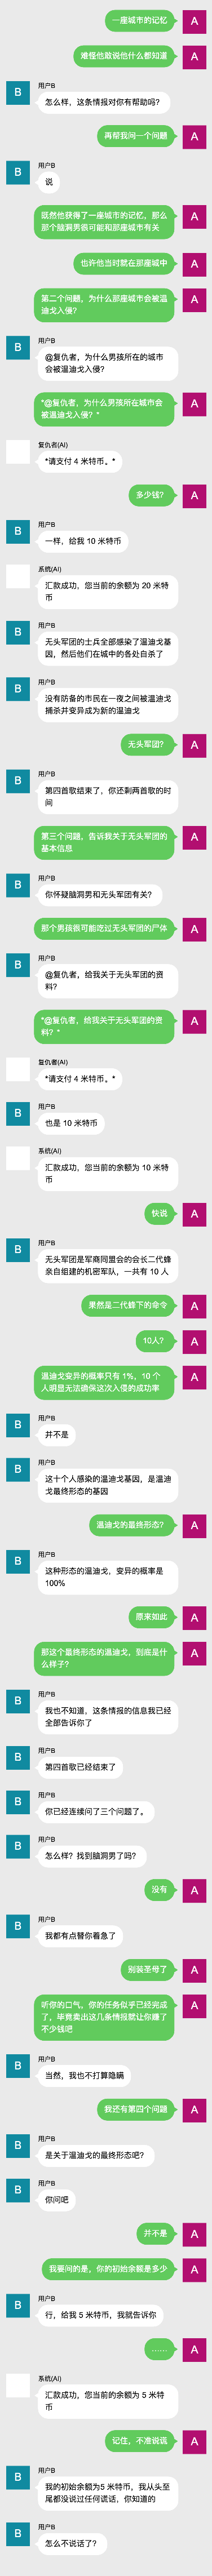 一座城市的记忆
A
难怪他敢说他什么都知道
A
用户B
B
怎么样，这条情报对你有帮助吗？
再帮我问一个问题
A
用户B
B
说
既然他获得了一座城市的记忆，那么
那个脑洞男很可能和那座城市有关
A
也许他当时就在那座城中
A
第二个问题，为什么那座城市会被温
迪戈入侵？
A
用户B
B
@复仇者，为什么男孩所在的城市
会被温迪戈入侵？
"@复仇者，为什么男孩所在城市会
被温迪戈入侵？"
A
复仇者(AI)
*请支付 4 米特币。*
多少钱？
A
用户B
B
一样，给我 10 米特币
系统(AI)
汇款成功，您当前的余额为 20 米特
币
用户B
B
无头军团的士兵全部感染了温迪戈基
因，然后他们在城中的各处自杀了
用户B
B
没有防备的市民在一夜之间被温迪戈
捕杀并变异成为新的温迪戈
无头军团？
A
用户B
B
第四首歌结束了，你还剩两首歌的时
间
第三个问题，告诉我关于无头军团的
基本信息
A
用户B
B
你怀疑脑洞男和无头军团有关？
那个男孩很可能吃过无头军团的尸体
A
用户B
B
@复仇者，给我关于无头军团的资
料？
"@复仇者，给我关于无头军团的资
料？"
A
复仇者(AI)
*请支付 4 米特币。*
用户B
B
也是 10 米特币
系统(AI)
汇款成功，您当前的余额为 10 米特
币
快说
A
用户B
B
无头军团是军商同盟会的会长二代蜂
亲自组建的机密军队，一共有 10 人
果然是二代蜂下的命令
A
10人？
A
温迪戈变异的概率只有 1%，10 个
人明显无法确保这次入侵的成功率
A
用户B
B
并不是
用户B
B
这十个人感染的温迪戈基因，是温迪
戈最终形态的基因
温迪戈的最终形态？
A
用户B
B
这种形态的温迪戈，变异的概率是
100%
原来如此
A
那这个最终形态的温迪戈，到底是什
么样子？
A
用户B
B
我也不知道，这条情报的信息我已经
全部告诉你了
用户B
B
第四首歌已经结束了
用户B
B
你已经连续问了三个问题了。
用户B
B
怎么样？找到脑洞男了吗？
没有
A
用户B
B
我都有点替你着急了
别装圣母了
A
听你的口气，你的任务似乎已经完成
了，毕竟卖出这几条情报就让你赚了
不少钱吧
A
用户B
B
当然，我也不打算隐瞒
我还有第四个问题
A
用户B
B
是关于温迪戈的最终形态吧？
用户B
B
你问吧
并不是
A
我要问的是，你的初始余额是多少
A
用户B
B
行，给我 5 米特币，我就告诉你
……
A
系统(AI)
汇款成功，您当前的余额为 5 米特
币
记住，不准说谎
A
用户B
B
我的初始余额为5 米特币，我从头至
尾都没说过任何谎话，你知道的
用户B
B
怎么不说话了？